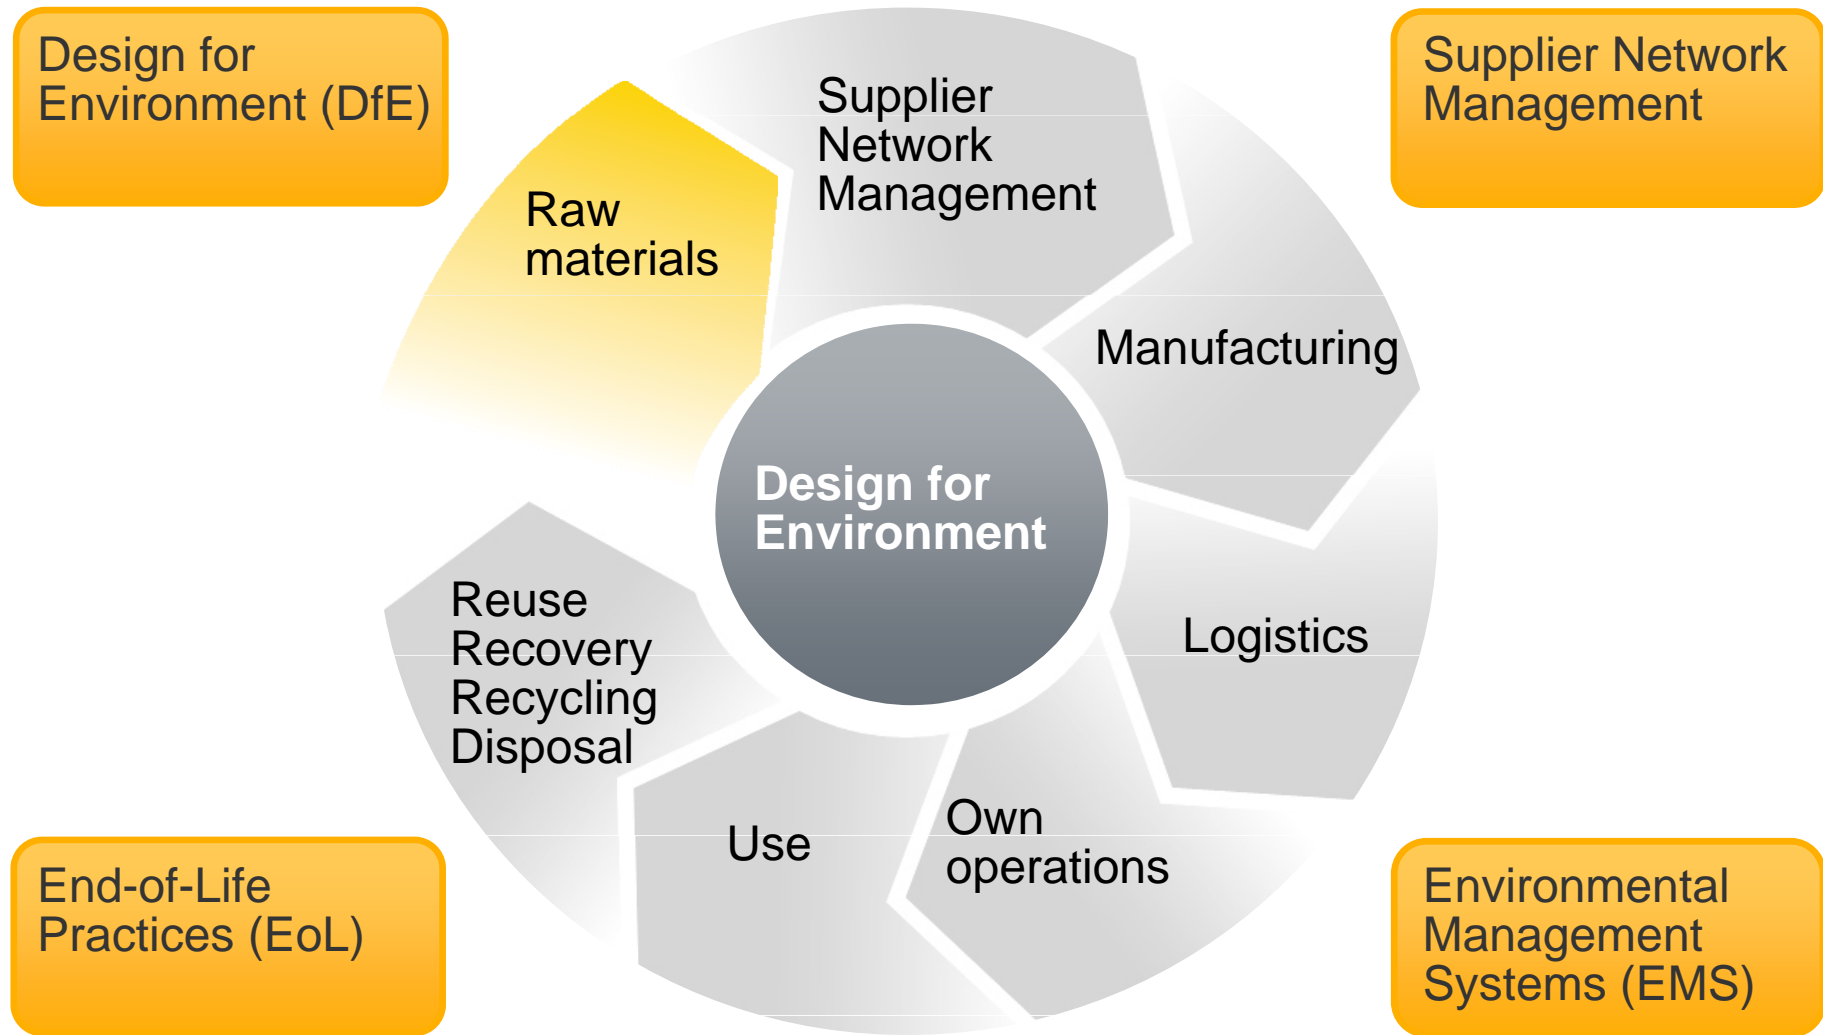 Design for
Environment (DfE)
Supplier Network
Management
Supplier
Network
Management
Raw
materials
Manufacturing
Design for
Environment
Logistics
Reuse
Recovery
Recycling
Disposal
Use
Own
operations
End-of-Life
Practices (EoL)
Environmental
Management
Systems (EMS)